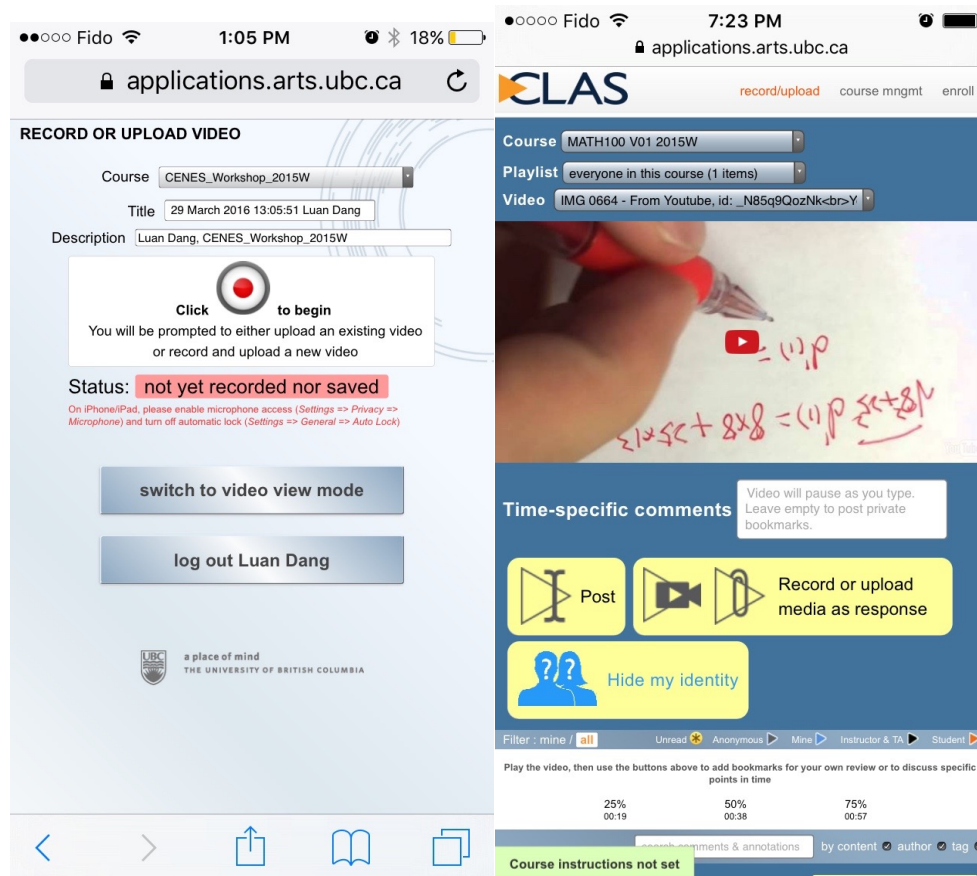 ●●○○○ Fido 1:05 PM 18%
applications.arts.ubc.ca
RECORD OR UPLOAD VIDEO
Course CENES_Workshop_2015W
Title 29 March 2016 13:05:51 Luan Dang
Description Luan Dang, CENES_Workshop_2015W
Click to begin
You will be prompted to either upload an existing video
or record and upload a new video
Status: not yet recorded nor saved
On iPhone/iPad, please enable microphone access (Settings => Privacy =>
Microphone) and turn off automatic lock (Settings => General => Auto Lock)
switch to video view mode
log out Luan Dang
UBC
a place of mind
THE UNIVERSITY OF BRITISH COLUMBIA
●○○○○ Fido 7:23 PM
applications.arts.ubc.ca
CLAS record/upload course mngmt enroll
Course MATH100 V01 2015W
Playlist everyone in this course (1 items)
Video IMG 0664 - From Youtube, id: _N85q9QozNk<br>Y
Time-specific comments
Video will pause as you type.
Leave empty to post private
bookmarks.
Post
Record or upload
media as response
Hide my identity
Filter : mine / all Unread Anonymous Mine Instructor & TA Student
Play the video, then use the buttons above to add bookmarks for your own review or to discuss specific
points in time
25% 50% 75%
00:19 00:38 00:57
search comments & annotations by content author tag
Course instructions not set